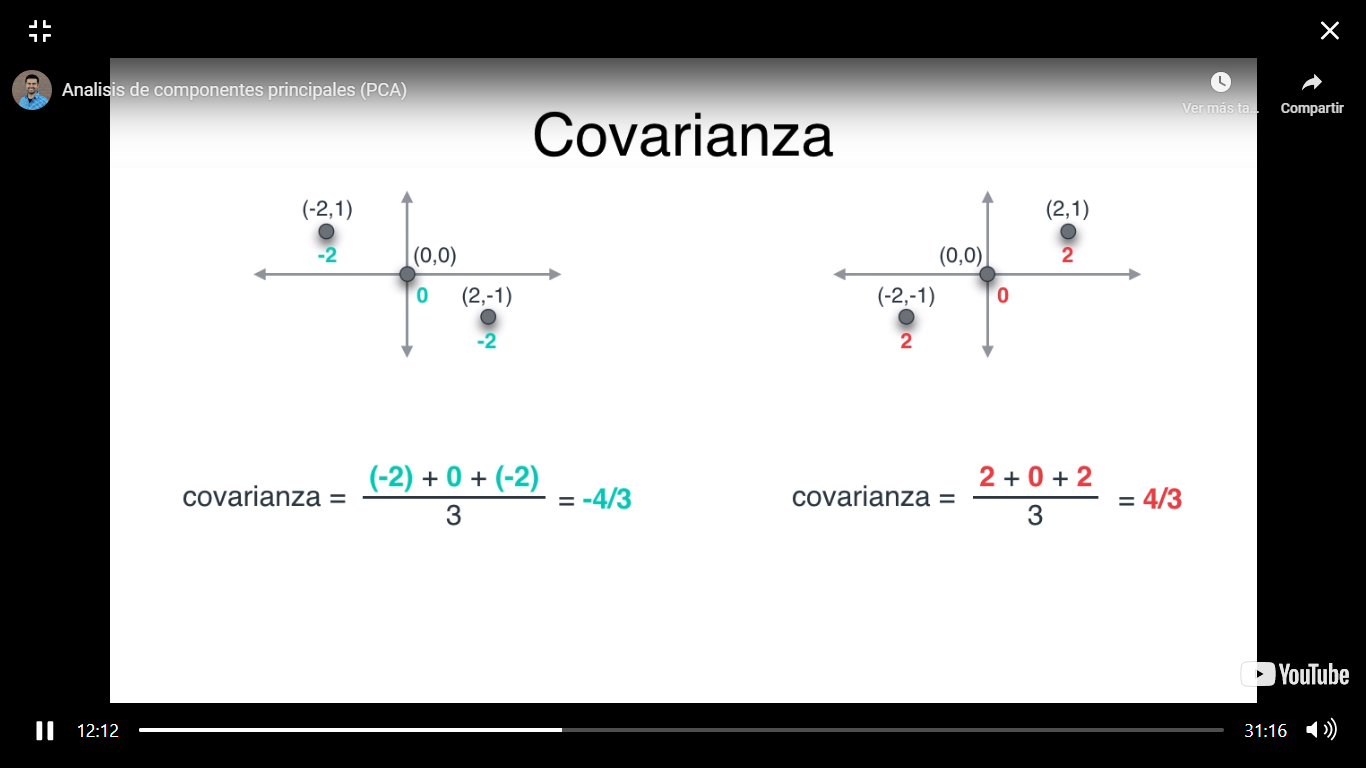 Analisis de componentes principales (PCA)
Ver más ta...
Compartir
Covarianza
(-2,1)
-2
(0,0)
0
(2,-1)
-2
(2,1)
2
(0,0)
0
(-2,-1)
2
covarianza = (-2) + 0 + (-2)
3
= -4/3
covarianza = 2 + 0 + 2
3
= 4/3
YouTube
12:12
31:16